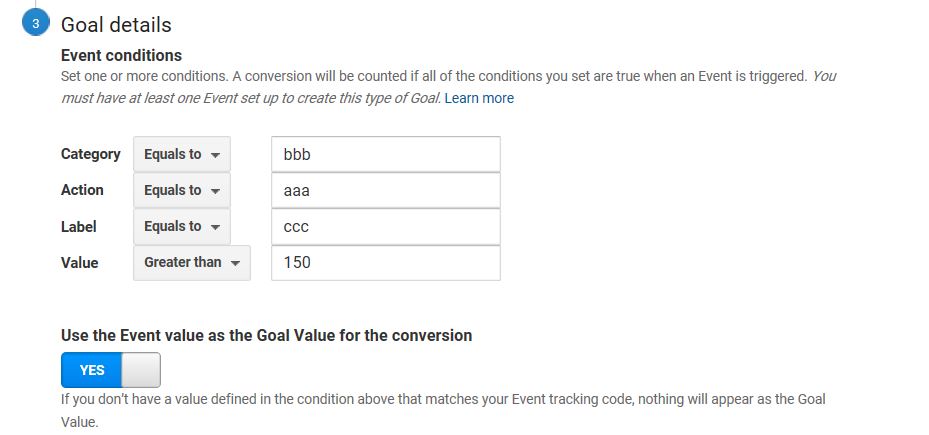 3 Goal details
Event conditions
Set one or more conditions. A conversion will be counted if all of the conditions you set are true when an Event is triggered. You
must have at least one Event set up to create this type of Goal. Learn more
Category Equals to bbb
Action Equals to aaa
Label Equals to ccc
Value Greater than 150
Use the Event value as the Goal Value for the conversion
YES
If you don't have a value defined in the condition above that matches your Event tracking code, nothing will appear as the Goal
Value.